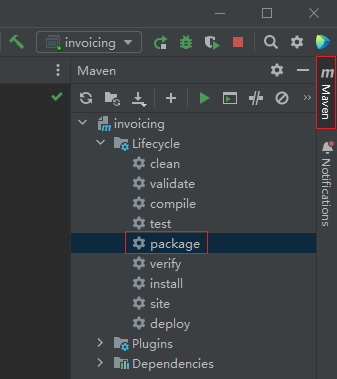 invoicing
Maven
invoicing
Lifecycle
clean
validate
compile
test
package
verify
install
site
deploy
Plugins
Dependencies
Maven
Notifications